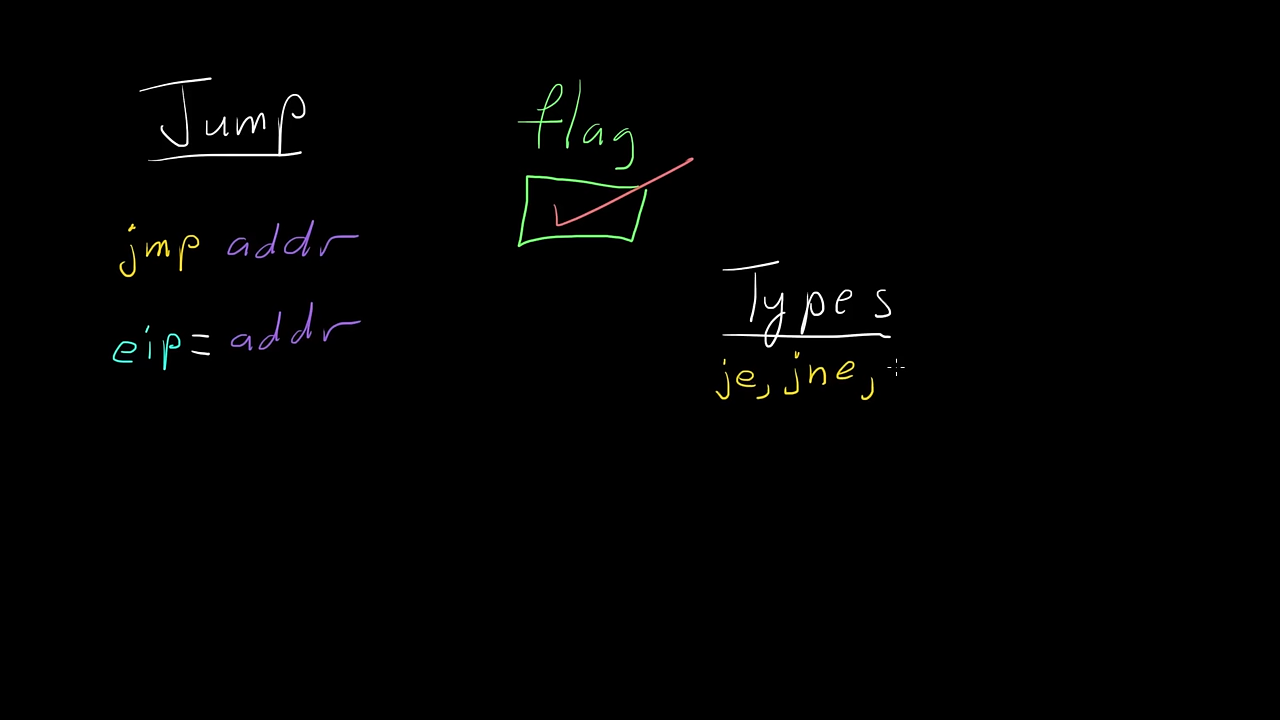 Jump
flag
jmp addr
eip = addr
Types
je, jne,